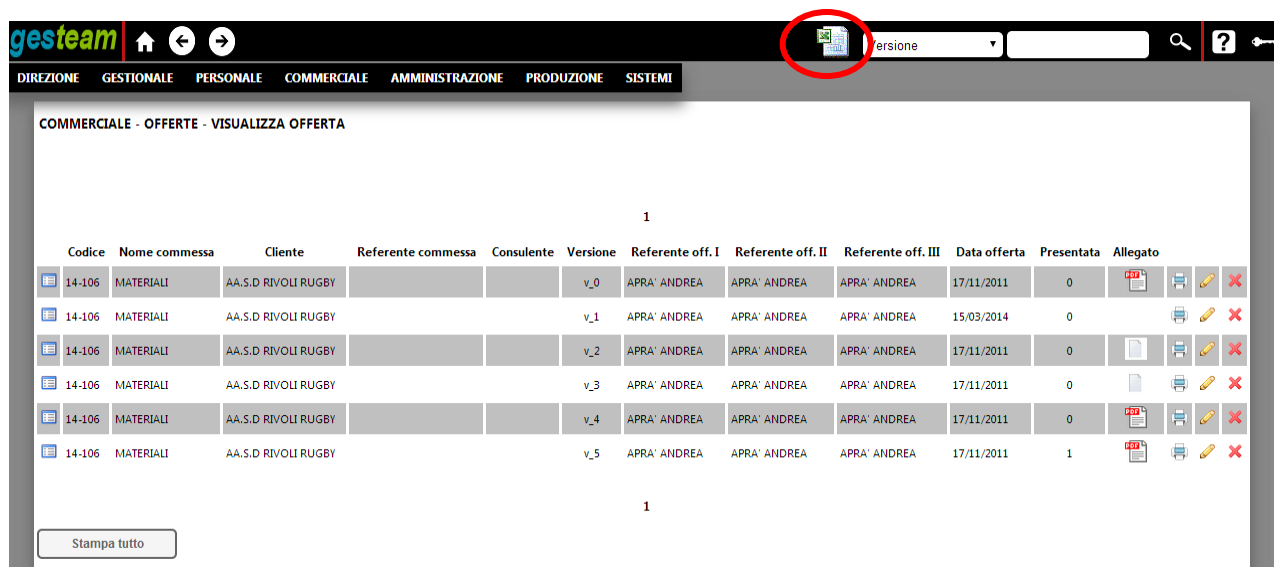 gesteam
Versione
?
DIREZIONE GESTIONALE PERSONALE COMMERCIALE AMMINISTRAZIONE PRODUZIONE SISTEMI
COMMERCIALE - OFFERTE - VISUALIZZA OFFERTA
1
Codice Nome commessa Cliente Referente commessa Consulente Versione Referente off. I Referente off. II Referente off. III Data offerta Presentata Allegato
14-106 MATERIALI AA.S.D RIVOLI RUGBY v_0 APRA' ANDREA APRA' ANDREA APRA' ANDREA 17/11/2011 0 PDF
14-106 MATERIALI AA.S.D RIVOLI RUGBY v_1 APRA' ANDREA APRA' ANDREA APRA' ANDREA 15/03/2014 0
14-106 MATERIALI AA.S.D RIVOLI RUGBY v_2 APRA' ANDREA APRA' ANDREA APRA' ANDREA 17/11/2011 0
14-106 MATERIALI AA.S.D RIVOLI RUGBY v_3 APRA' ANDREA APRA' ANDREA APRA' ANDREA 17/11/2011 0
14-106 MATERIALI AA.S.D RIVOLI RUGBY v_4 APRA' ANDREA APRA' ANDREA APRA' ANDREA 17/11/2011 0 PDF
14-106 MATERIALI AA.S.D RIVOLI RUGBY v_5 APRA' ANDREA APRA' ANDREA APRA' ANDREA 17/11/2011 1 PDF
1
Stampa tutto